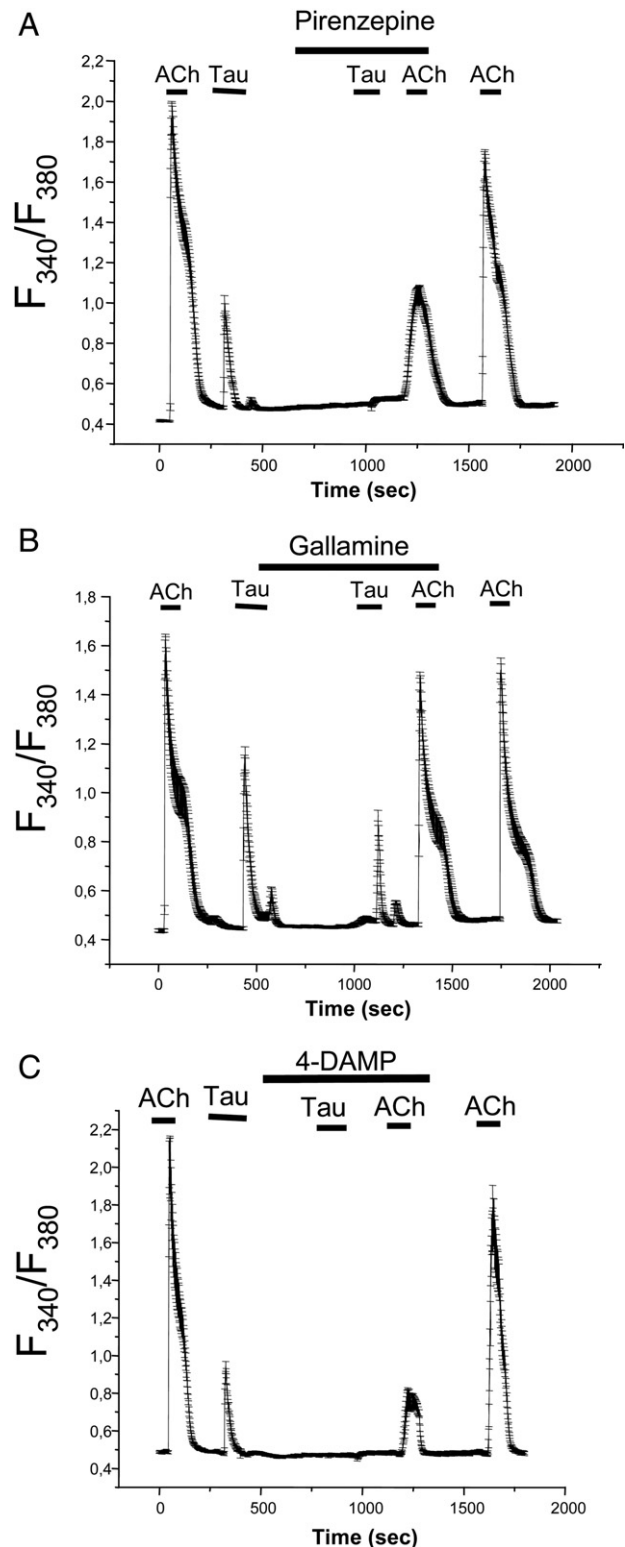 A
Pirenzepine
ACh Tau Tau ACh ACh
2,0
1,8
1,6
1,4
1,2
1,0
0,8
0,6
0,4
F340/F380
0 500 1000 1500 2000
Time (sec)
B
Gallamine
ACh Tau Tau ACh ACh
1,8
1,6
1,4
1,2
1,0
0,8
0,6
0,4
F340/F380
0 500 1000 1500 2000
Time (sec)
C
4-DAMP
ACh Tau Tau ACh ACh
2,2
2,0
1,8
1,6
1,4
1,2
1,0
0,8
0,6
0,4
F340/F380
0 500 1000 1500 2000
Time (sec)